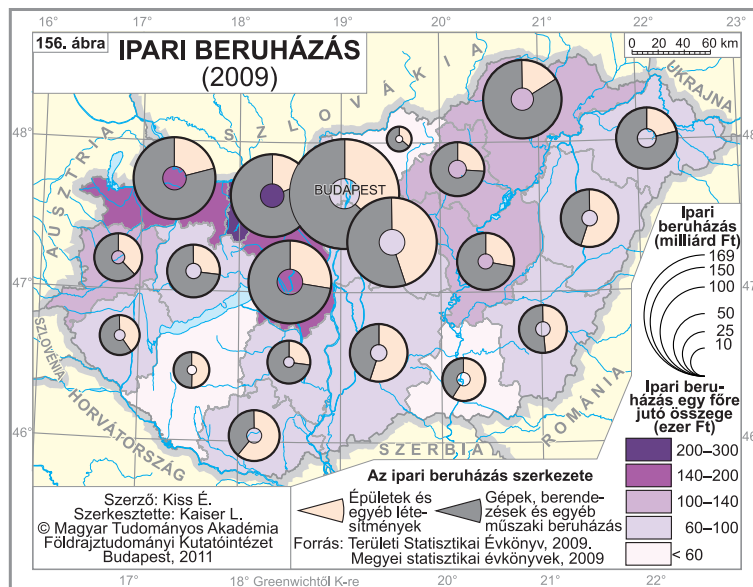 16° 17° 18° 19° 20° 21° 22° 23°
156. ábra
IPARI BERUHÁZÁS
(2009)
0 20 40 60 km
SZLOVÁKIA
UKRAJNA
AUSZTRIA
48° 48°
BUDAPEST
47° 47°
46° 46°
SZLOVÉNIA
HORVÁTORSZÁG
SZERBIA
ROMÁNIA
Ipari
beruházás
(milliárd Ft)
169
150
100
50
25
10
Ipari beru-
házás egy főre
jutó összege
(ezer Ft)
200–300
140–200
100–140
60–100
< 60
Az ipari beruházás szerkezete
Épületek és
egyéb léte-
sítmények
Gépek, berende-
zések és egyéb
műszaki beruházás
Forrás: Területi Statisztikai Évkönyv, 2009.
Megyei statisztikai évkönyvek, 2009
Szerző: Kiss É.
Szerkesztette: Kaiser L.
© Magyar Tudományos Akadémia
Földrajztudományi Kutatóintézet
Budapest, 2011
17° 18° Greenwichtől K-re 19° 20° 21° 22°